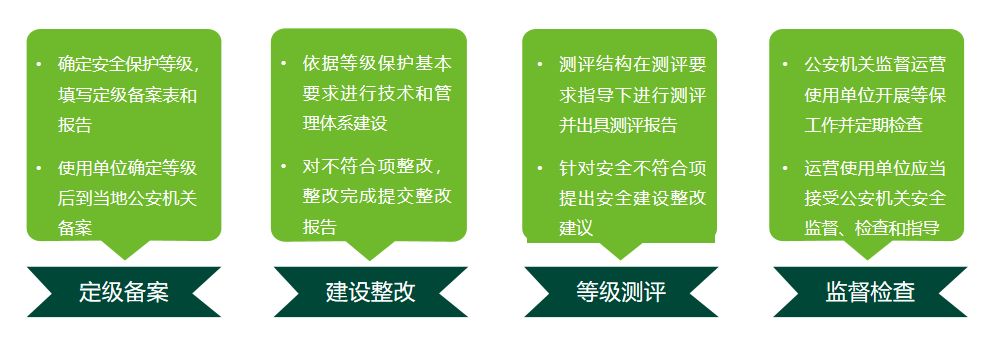 • 确定安全保护等级，
填写定级备案表和
报告
• 使用单位确定等级
后到当地公安机关
备案
定级备案
• 依据等级保护基本
要求进行技术和管
理体系建设
• 对不符合项整改，
整改完成提交整改
报告
建设整改
• 测评结构在测评要
求指导下进行测评
并出具测评报告
• 针对安全不符合项
提出安全建设整改
建议
等级测评
• 公安机关监督运营
使用单位开展等保
工作并定期检查
• 运营使用单位应当
接受公安机关安全
监督、检查和指导
监督检查